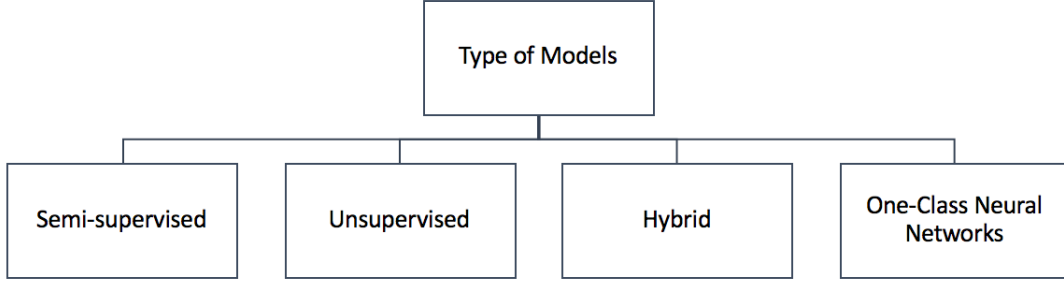 Type of Models
Semi-supervised
Unsupervised
Hybrid
One-Class Neural
Networks